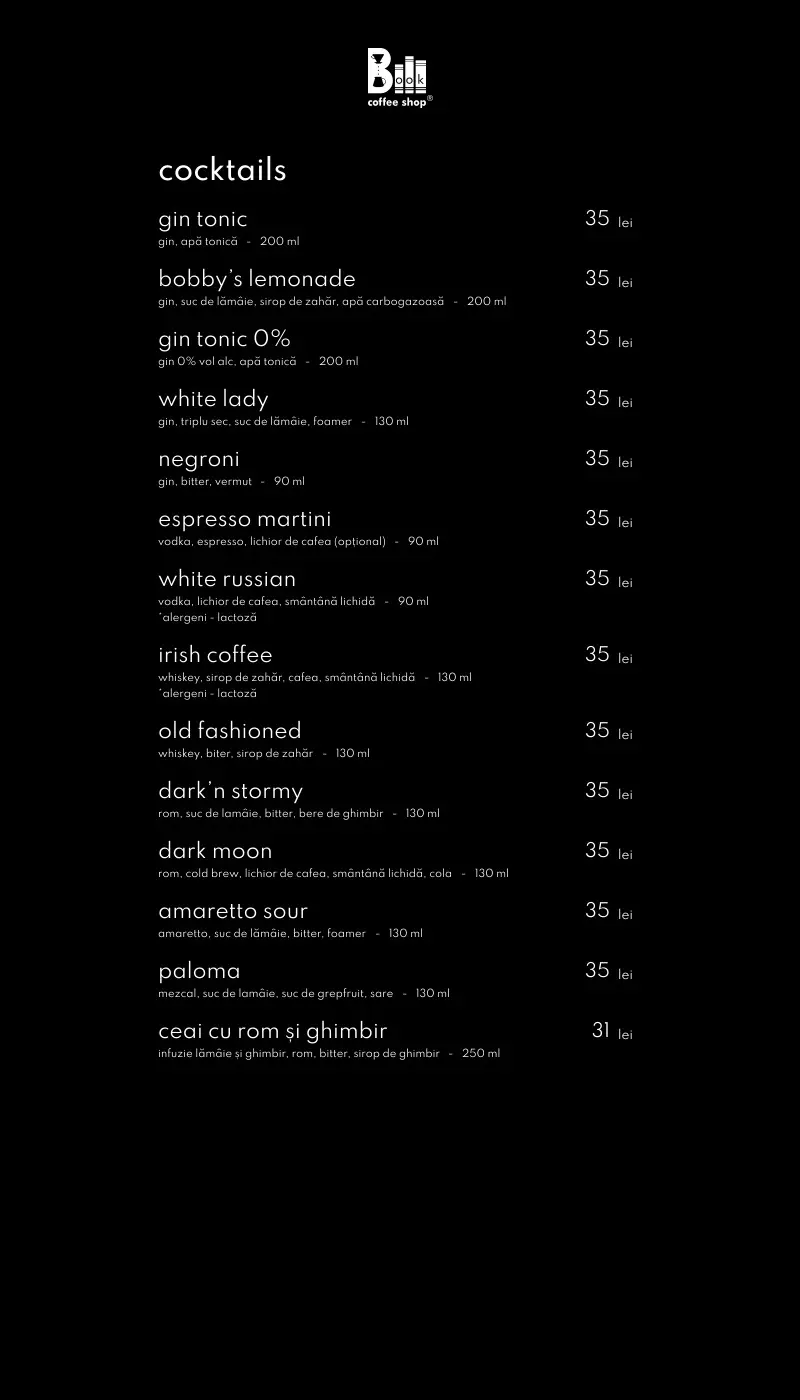 Book
coffee shop®
cocktails
gin tonic 35 lei
gin, apă tonică - 200 ml
bobby’s lemonade 35 lei
gin, suc de lămâie, sirop de zahăr, apă carbogazoasă - 200 ml
gin tonic 0% 35 lei
gin 0% vol alc, apă tonică - 200 ml
white lady 35 lei
gin, triplu sec, suc de lămâie, foamer - 130 ml
negroni 35 lei
gin, bitter, vermut - 90 ml
espresso martini 35 lei
vodka, espresso, lichior de cafea (opțional) - 90 ml
white russian 35 lei
vodka, lichior de cafea, smântână lichidă - 90 ml
*alergeni - lactoză
irish coffee 35 lei
whiskey, sirop de zahăr, cafea, smântână lichidă - 130 ml
*alergeni - lactoză
old fashioned 35 lei
whiskey, biter, sirop de zahăr - 130 ml
dark’n stormy 35 lei
rom, suc de lamâie, bitter, bere de ghimbir - 130 ml
dark moon 35 lei
rom, cold brew, lichior de cafea, smântână lichidă, cola - 130 ml
amaretto sour 35 lei
amaretto, suc de lămâie, bitter, foamer - 130 ml
paloma 35 lei
mezcal, suc de lamâie, suc de grepfruit, sare - 130 ml
ceai cu rom și ghimbir 31 lei
infuzie lămâie și ghimbir, rom, bitter, sirop de ghimbir - 250 ml